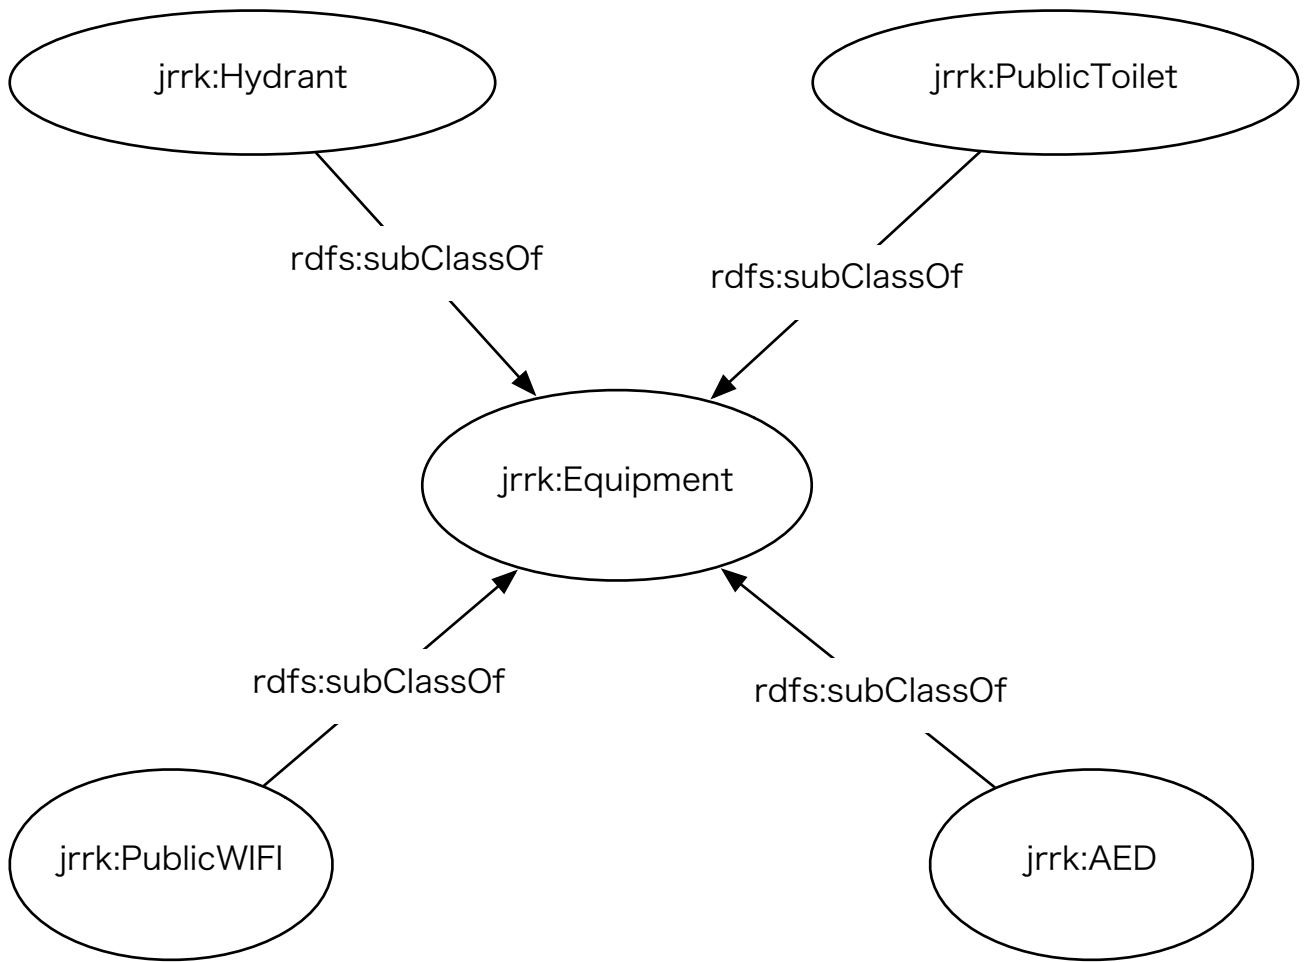 jrrk:Hydrant
jrrk:PublicToilet
rdfs:subClassOf
rdfs:subClassOf
jrrk:Equipment
rdfs:subClassOf
rdfs:subClassOf
jrrk:PublicWIFI
jrrk:AED